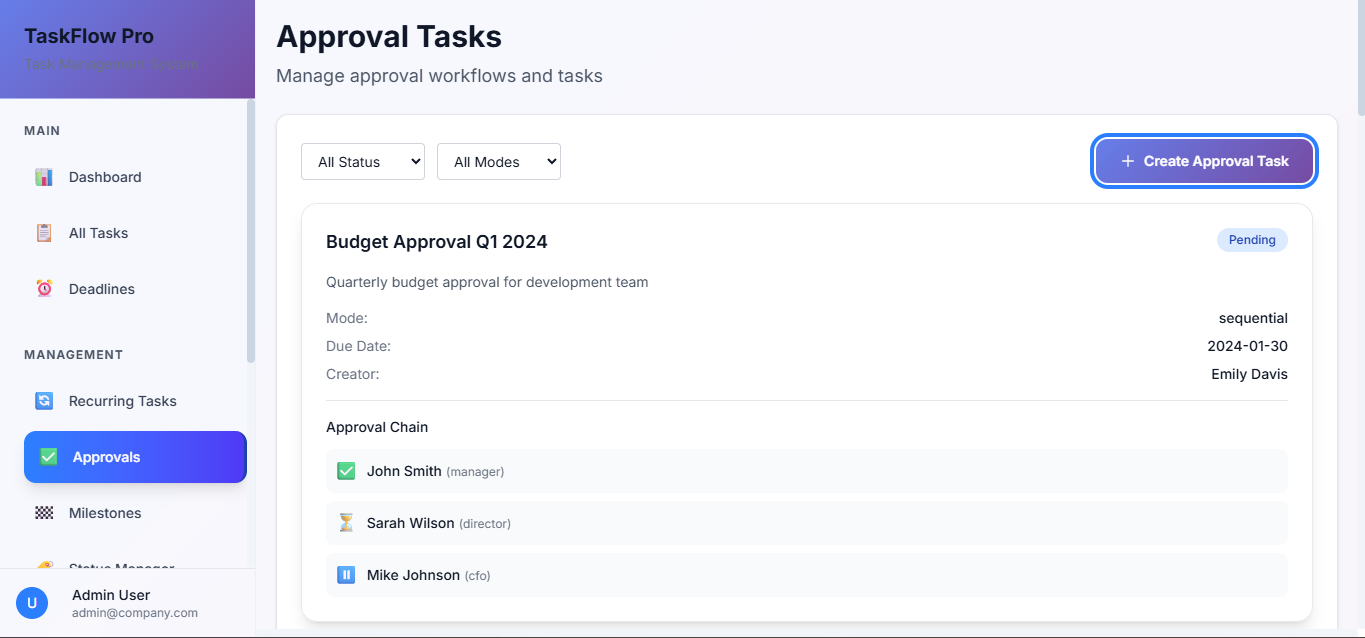 TaskFlow Pro
Task Management System
MAIN
Dashboard
All Tasks
Deadlines
MANAGEMENT
Recurring Tasks
Approvals
Milestones
Status Manager
U
Admin User
admin@company.com
Approval Tasks
Manage approval workflows and tasks
All Status
All Modes
+ Create Approval Task
Budget Approval Q1 2024
Pending
Quarterly budget approval for development team
Mode: sequential
Due Date: 2024-01-30
Creator: Emily Davis
Approval Chain
John Smith (manager)
Sarah Wilson (director)
Mike Johnson (cfo)